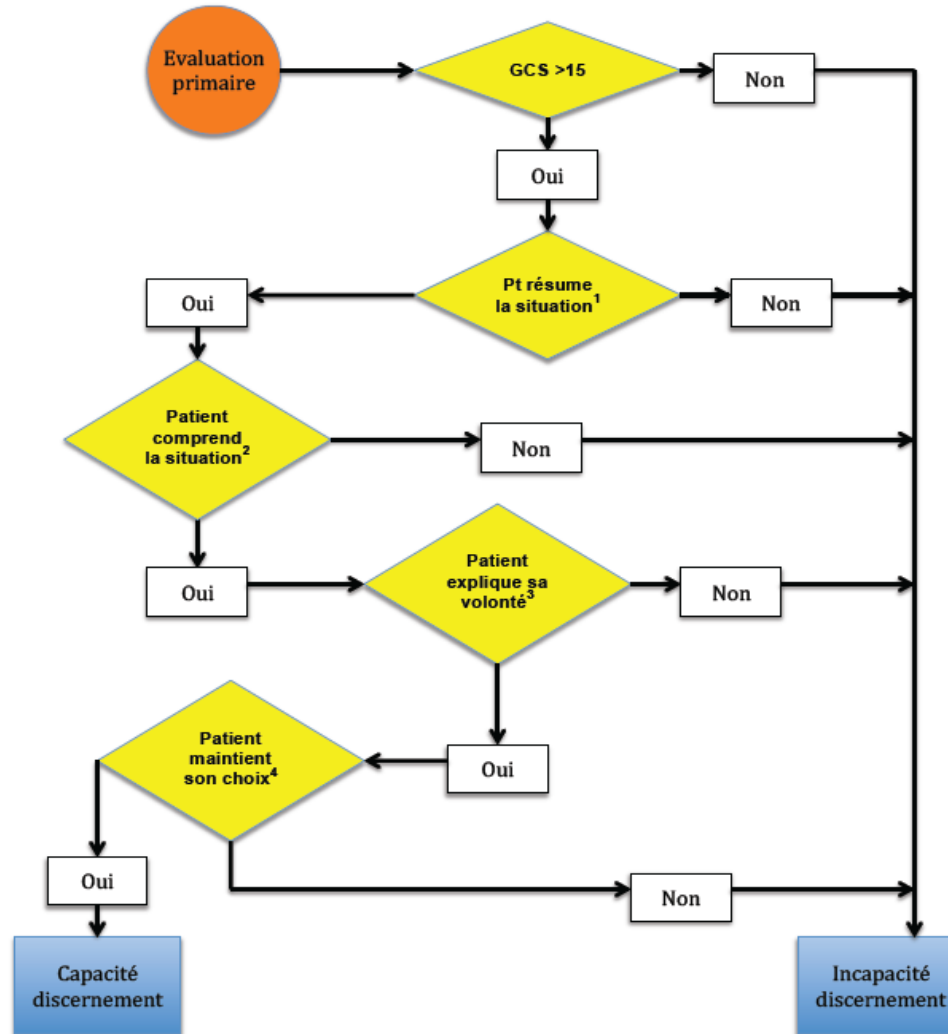 Evaluation
primaire
GCS >15
Non
Oui
Pt résume
la situation¹
Oui
Non
Patient
comprend
la situation²
Non
Oui
Patient
explique sa
volonté³
Non
Oui
Patient
maintient
son choix⁴
Oui
Non
Capacité
discernement
Incapacité
discernement